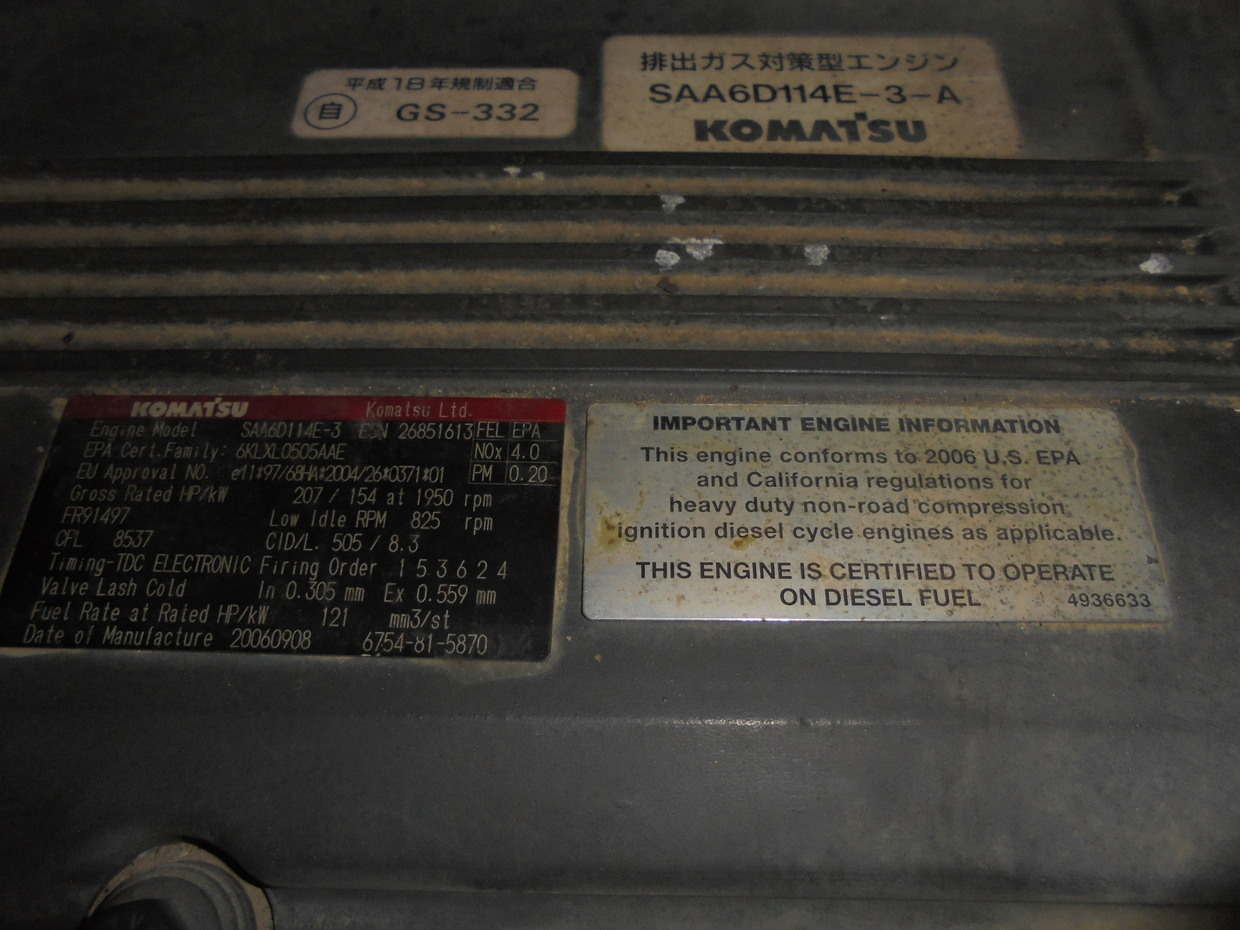 平成18年規制適合
自 GS-332
排出ガス対策型エンジン
SAA6D114E-3-A
KOMATSU
KOMATSU Komatsu Ltd.
Engine Model SAA6D114E-3 ESN 26851613 FEL EPA
EPA Cert.Family: 6KLXL0505AAE NOx 4.0
EU Approval NO. e11*97/68HA*2004/26*0371*01 PM 0.20
Gross Rated HP/kW 207 / 154 at 1950 rpm
FR91497 Low Idle RPM 825 rpm
CPL 8537 CID/L. 505 / 8.3
Timing-TDC ELECTRONIC Firing Order 1 5 3 6 2 4
Valve Lash Cold In 0.305 mm Ex 0.559 mm
Fuel Rate at Rated HP/kW 121 mm3/st
Date of Manufacture 20060908 6754-81-5870
IMPORTANT ENGINE INFORMATION
This engine conforms to 2006 U.S. EPA
and California regulations for
heavy duty non-road compression
ignition diesel cycle engines as applicable.
THIS ENGINE IS CERTIFIED TO OPERATE
ON DIESEL FUEL 4936633